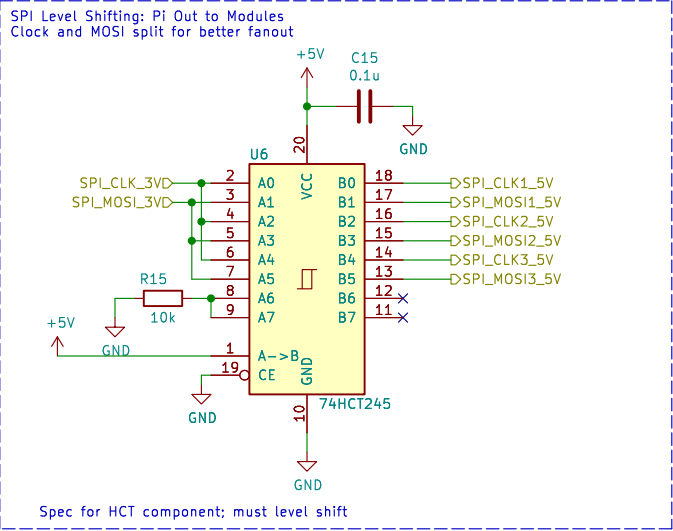 SPI Level Shifting: Pi Out to Modules
Clock and MOSI split for better fanout
+5V
C15
0.1u
GND
U6
20
VCC
SPI_CLK_3V 2 A0 B0 18 SPI_CLK1_5V
SPI_MOSI_3V 3 A1 B1 17 SPI_MOSI1_5V
4 A2 B2 16 SPI_CLK2_5V
5 A3 B3 15 SPI_MOSI2_5V
6 A4 B4 14 SPI_CLK3_5V
7 A5 B5 13 SPI_MOSI3_5V
R15 8 A6 B6 12
10k 9 A7 B7 11
GND
+5V
1 A->B
19 CE
GND
GND
10
74HCT245
GND
Spec for HCT component; must level shift